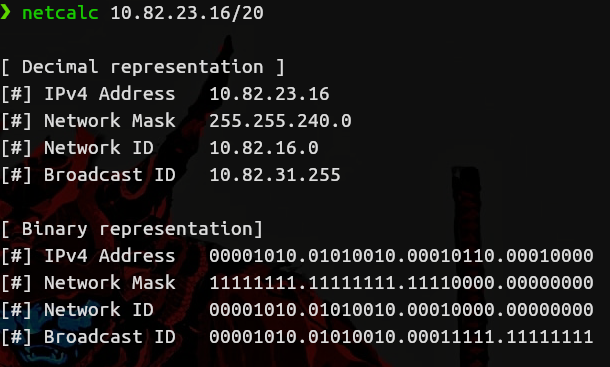 ❯ netcalc 10.82.23.16/20
[ Decimal representation ]
[#] IPv4 Address   10.82.23.16
[#] Network Mask   255.255.240.0
[#] Network ID     10.82.16.0
[#] Broadcast ID   10.82.31.255
[ Binary representation]
[#] IPv4 Address   00001010.01010010.00010110.00010000
[#] Network Mask   11111111.11111111.11110000.00000000
[#] Network ID     00001010.01010010.00010000.00000000
[#] Broadcast ID   00001010.01010010.00011111.11111111